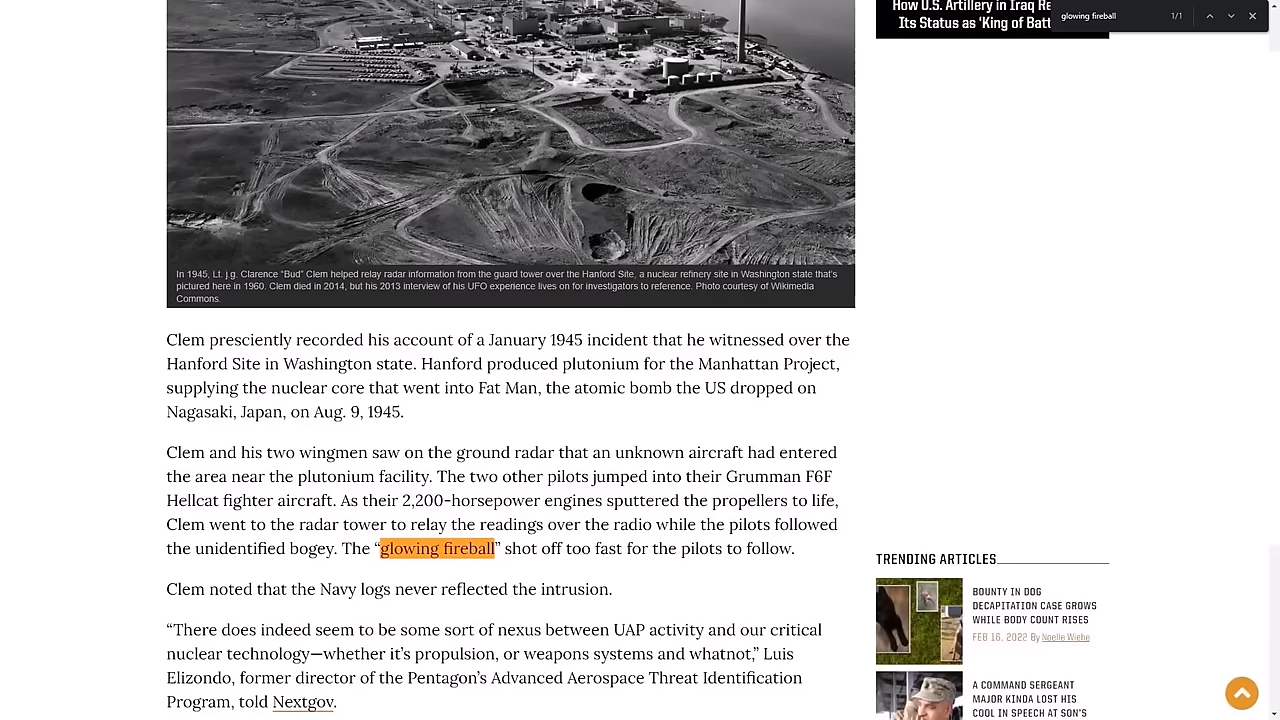 How U.S. Artillery in Iraq Re
Its Status as ‘King of Batt
glowing fireball
1/1
In 1945, Lt. j.g. Clarence “Bud” Clem helped relay radar information from the guard tower over the Hanford Site, a nuclear refinery site in Washington state that’s
pictured here in 1960. Clem died in 2014, but his 2013 interview of his UFO experience lives on for investigators to reference. Photo courtesy of Wikimedia
Commons.
Clem presciently recorded his account of a January 1945 incident that he witnessed over the
Hanford Site in Washington state. Hanford produced plutonium for the Manhattan Project,
supplying the nuclear core that went into Fat Man, the atomic bomb the US dropped on
Nagasaki, Japan, on Aug. 9, 1945.
Clem and his two wingmen saw on the ground radar that an unknown aircraft had entered
the area near the plutonium facility. The two other pilots jumped into their Grumman F6F
Hellcat fighter aircraft. As their 2,200-horsepower engines sputtered the propellers to life,
Clem went to the radar tower to relay the readings over the radio while the pilots followed
the unidentified bogey. The “glowing fireball” shot off too fast for the pilots to follow.
Clem noted that the Navy logs never reflected the intrusion.
“There does indeed seem to be some sort of nexus between UAP activity and our critical
nuclear technology—whether it’s propulsion, or weapons systems and whatnot,” Luis
Elizondo, former director of the Pentagon’s Advanced Aerospace Threat Identification
Program, told Nextgov.
TRENDING ARTICLES
BOUNTY IN DOG
DECAPITATION CASE GROWS
WHILE BODY COUNT RISES
FEB 16, 2022 By Noelle Wiehe
A COMMAND SERGEANT
MAJOR KINDA LOST HIS
COOL IN SPEECH AT SON'S